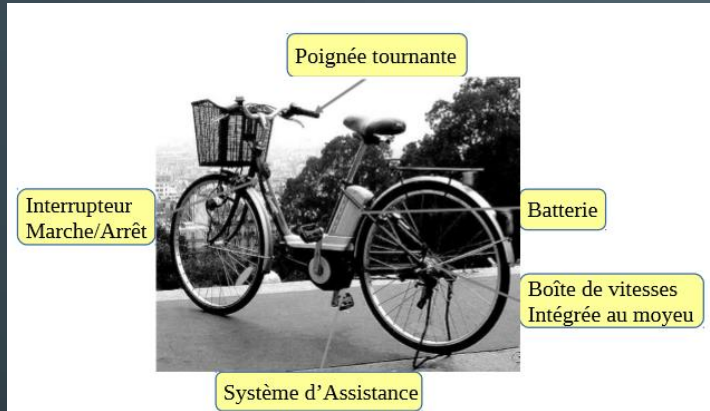 Poignée tournante
Interrupteur
Marche/Arrêt
Batterie
Boîte de vitesses
Intégrée au moyeu
Système d’Assistance